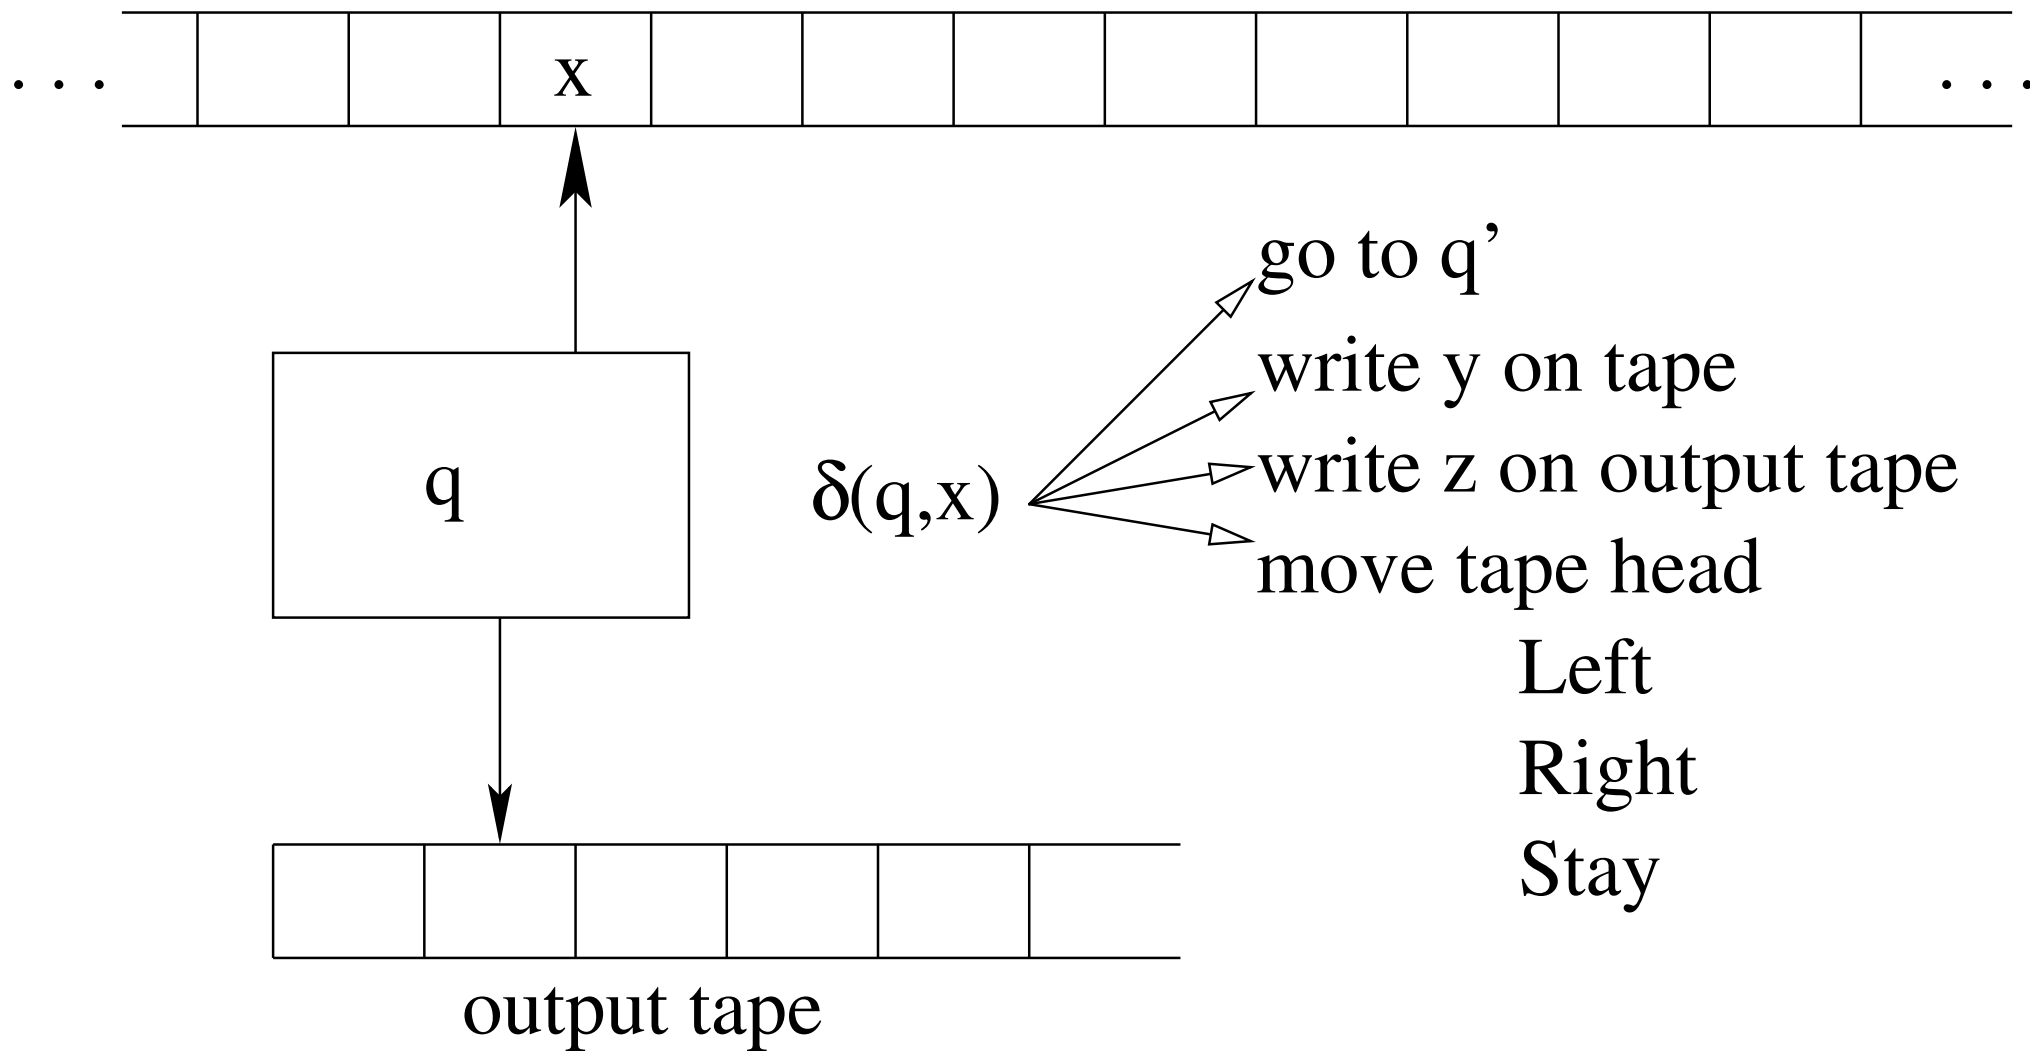 . . . x . . .
go to q’
write y on tape
q
δ(q,x)
write z on output tape
move tape head
Left
Right
Stay
output tape